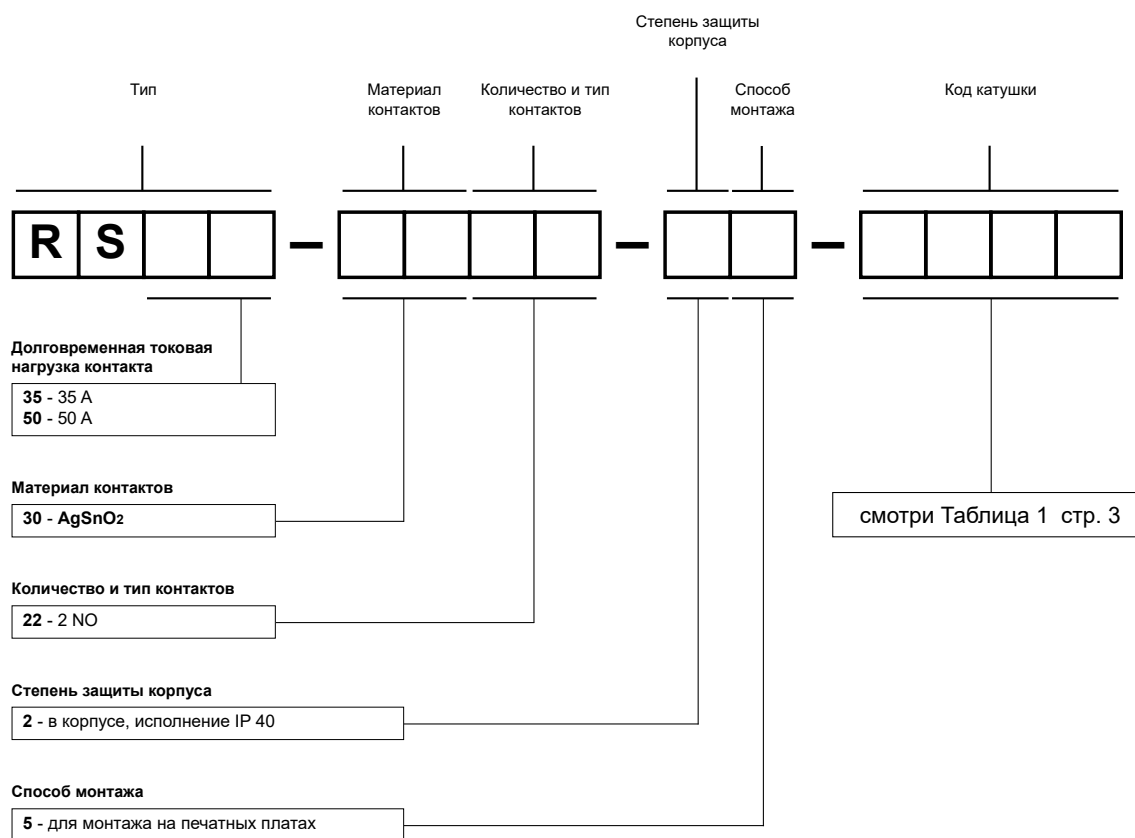 Степень защиты
корпуса
Тип
Материал
контактов
Количество и тип
контактов
Способ
монтажа
Код катушки
R S – – –
Долговременная токовая
нагрузка контакта
35 - 35 A
50 - 50 A
Материал контактов
30 - AgSnO2
смотри Таблица 1 стр. 3
Количество и тип контактов
22 - 2 NO
Степень защиты корпуса
2 - в корпусе, исполнение IP 40
Способ монтажа
5 - для монтажа на печатных платах